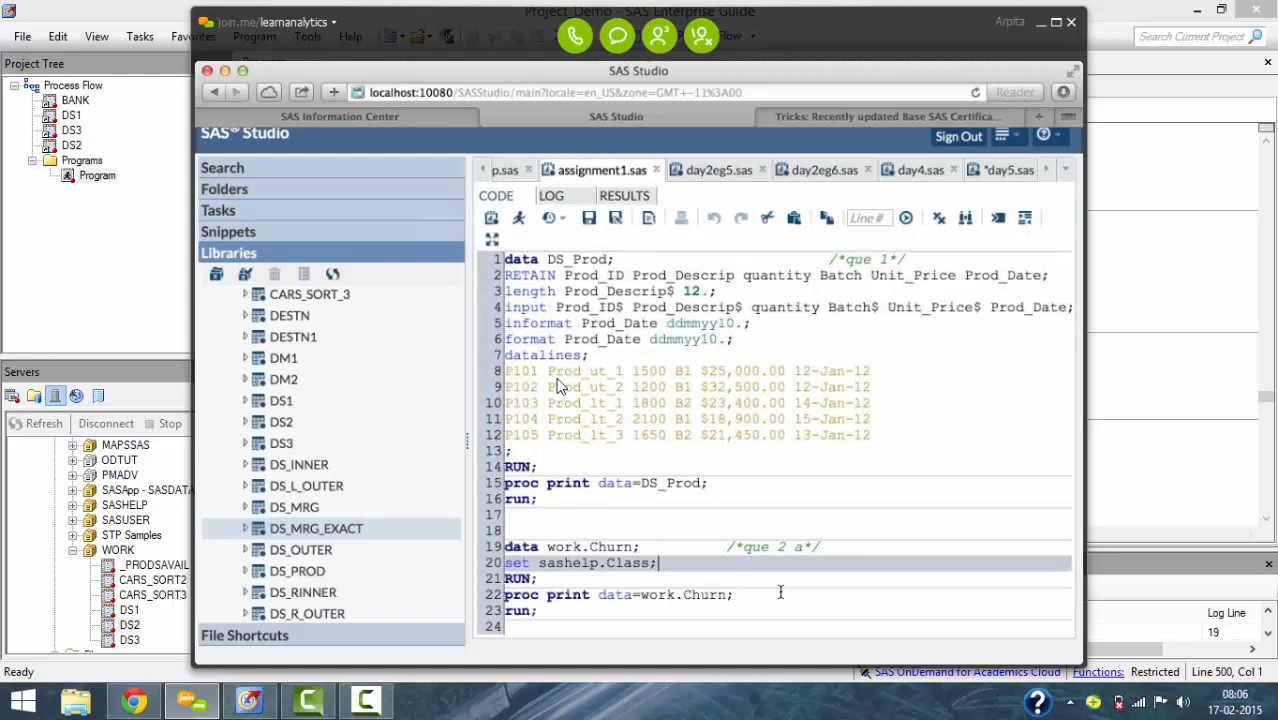 Project_Demo - SAS Enterprise Guide
join.me/learnanalytics
Arpita
File Edit View Tasks Favorites Program Tools Help
Search Current Project
Project Tree
Process Flow
BANK
DS1
DS3
DS2
Programs
Program
Servers
Refresh Disconnect Stop
MAPSSAS
ODTUT
PMADV
SASApp - SASDATA
SASHELP
SASUSER
STP Samples
WORK
_PRODSAVAIL
CARS_SORT2
CARS_SORT3
DS1
DS2
DS3
Ready
SAS Studio
localhost:10080/SASStudio/main?locale=en_US&zone=GMT+-11%3A00
Reader
SAS Information Center
SAS Studio
Tricks: Recently updated Base SAS Certifica...
SAS® Studio
Sign Out
Search
Folders
Tasks
Snippets
Libraries
CARS_SORT_3
DESTN
DESTN1
DM1
DM2
DS1
DS2
DS3
DS_INNER
DS_L_OUTER
DS_MRG
DS_MRG_EXACT
DS_OUTER
DS_PROD
DS_RINNER
DS_R_OUTER
File Shortcuts
p.sas assignment1.sas day2eg5.sas day2eg6.sas day4.sas *day5.sas
CODE LOG RESULTS
Line #
1 data DS_Prod; /*que 1*/
2 RETAIN Prod_ID Prod_Descrip quantity Batch Unit_Price Prod_Date;
3 length Prod_Descrip$ 12.;
4 input Prod_ID$ Prod_Descrip$ quantity Batch$ Unit_Price$ Prod_Date;
5 informat Prod_Date ddmmyy10.;
6 format Prod_Date ddmmyy10.;
7 datalines;
8 P101 Prod_ut_1 1500 B1 $25,000.00 12-Jan-12
9 P102 Prod_ut_2 1200 B1 $32,500.00 12-Jan-12
10 P103 Prod_lt_1 1800 B2 $23,400.00 14-Jan-12
11 P104 Prod_lt_2 2100 B1 $18,900.00 15-Jan-12
12 P105 Prod_lt_3 1650 B2 $21,450.00 13-Jan-12
13 ;
14 RUN;
15 proc print data=DS_Prod;
16 run;
17
18
19 data work.Churn; /*que 2 a*/
20 set sashelp.Class;
21 RUN;
22 proc print data=work.Churn;
23 run;
24
Log Line
19
SAS OnDemand for Academics Cloud Functions: Restricted Line 500, Col 1
08:06
17-02-2015